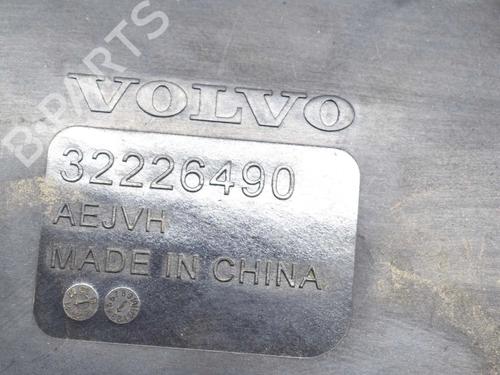 B-PARTS
VOLVO
32226490
AEJVH
MADE IN CHINA